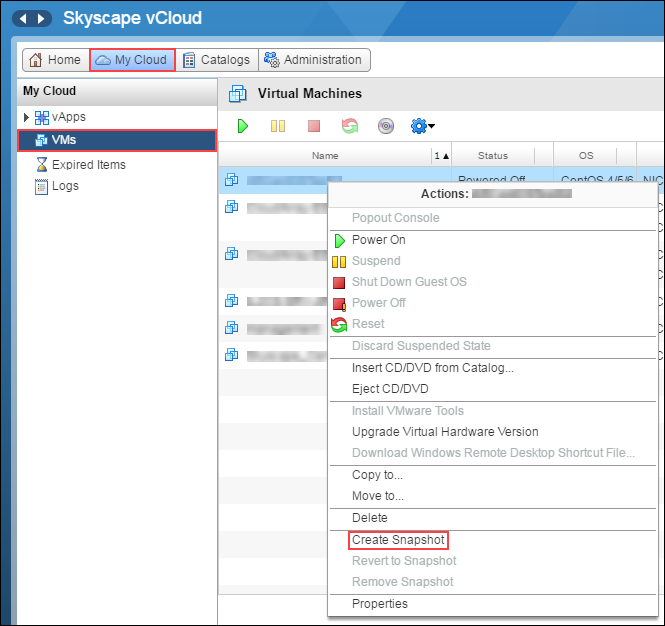 Skyscape vCloud
Home My Cloud Catalogs Administration
My Cloud
vApps
VMs
Expired Items
Logs
Virtual Machines
Name 1 Status OS
Powered Off CentOS 4/5/6 NIC
Actions:
Popout Console
Power On
Suspend
Shut Down Guest OS
Power Off
Reset
Discard Suspended State
Insert CD/DVD from Catalog...
Eject CD/DVD
Install VMware Tools
Upgrade Virtual Hardware Version
Download Windows Remote Desktop Shortcut File...
Copy to...
Move to...
Delete
Create Snapshot
Revert to Snapshot
Remove Snapshot
Properties